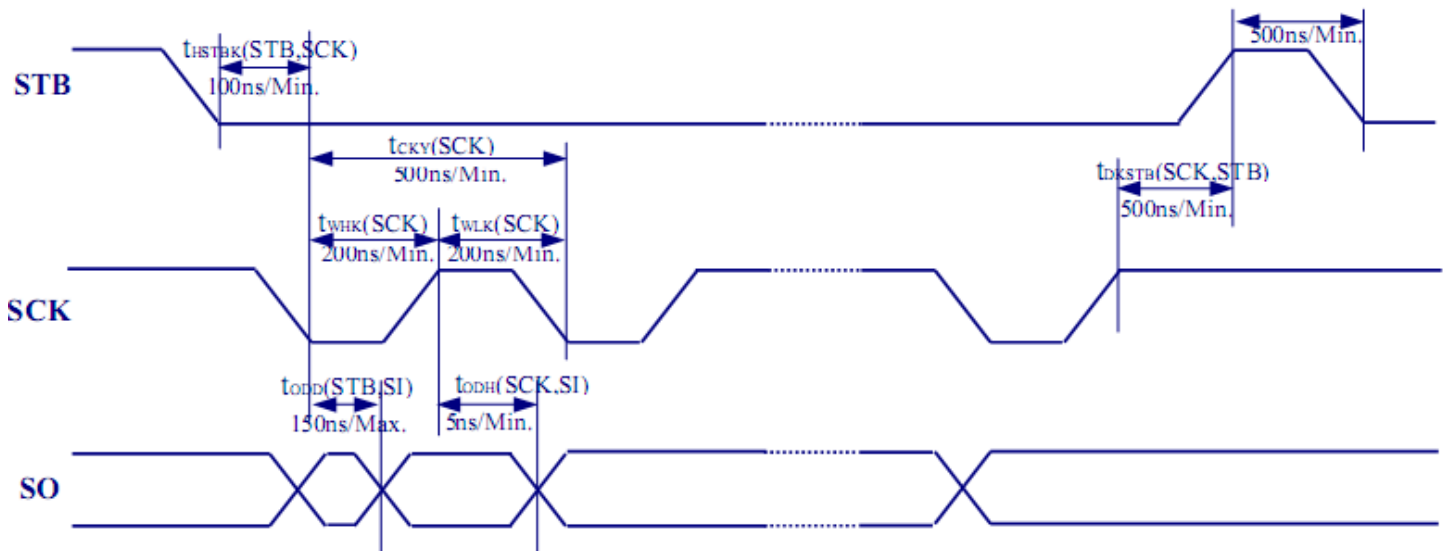 500ns/Min.
tHSTBK(STB,SCK)
100ns/Min.
STB
tCKY(SCK)
500ns/Min.
tDKSTB(SCK,STB)
500ns/Min.
tWHK(SCK) tWLK(SCK)
200ns/Min. 200ns/Min.
SCK
tODD(STB,SI) tODH(SCK,SI)
150ns/Max. 5ns/Min.
SO